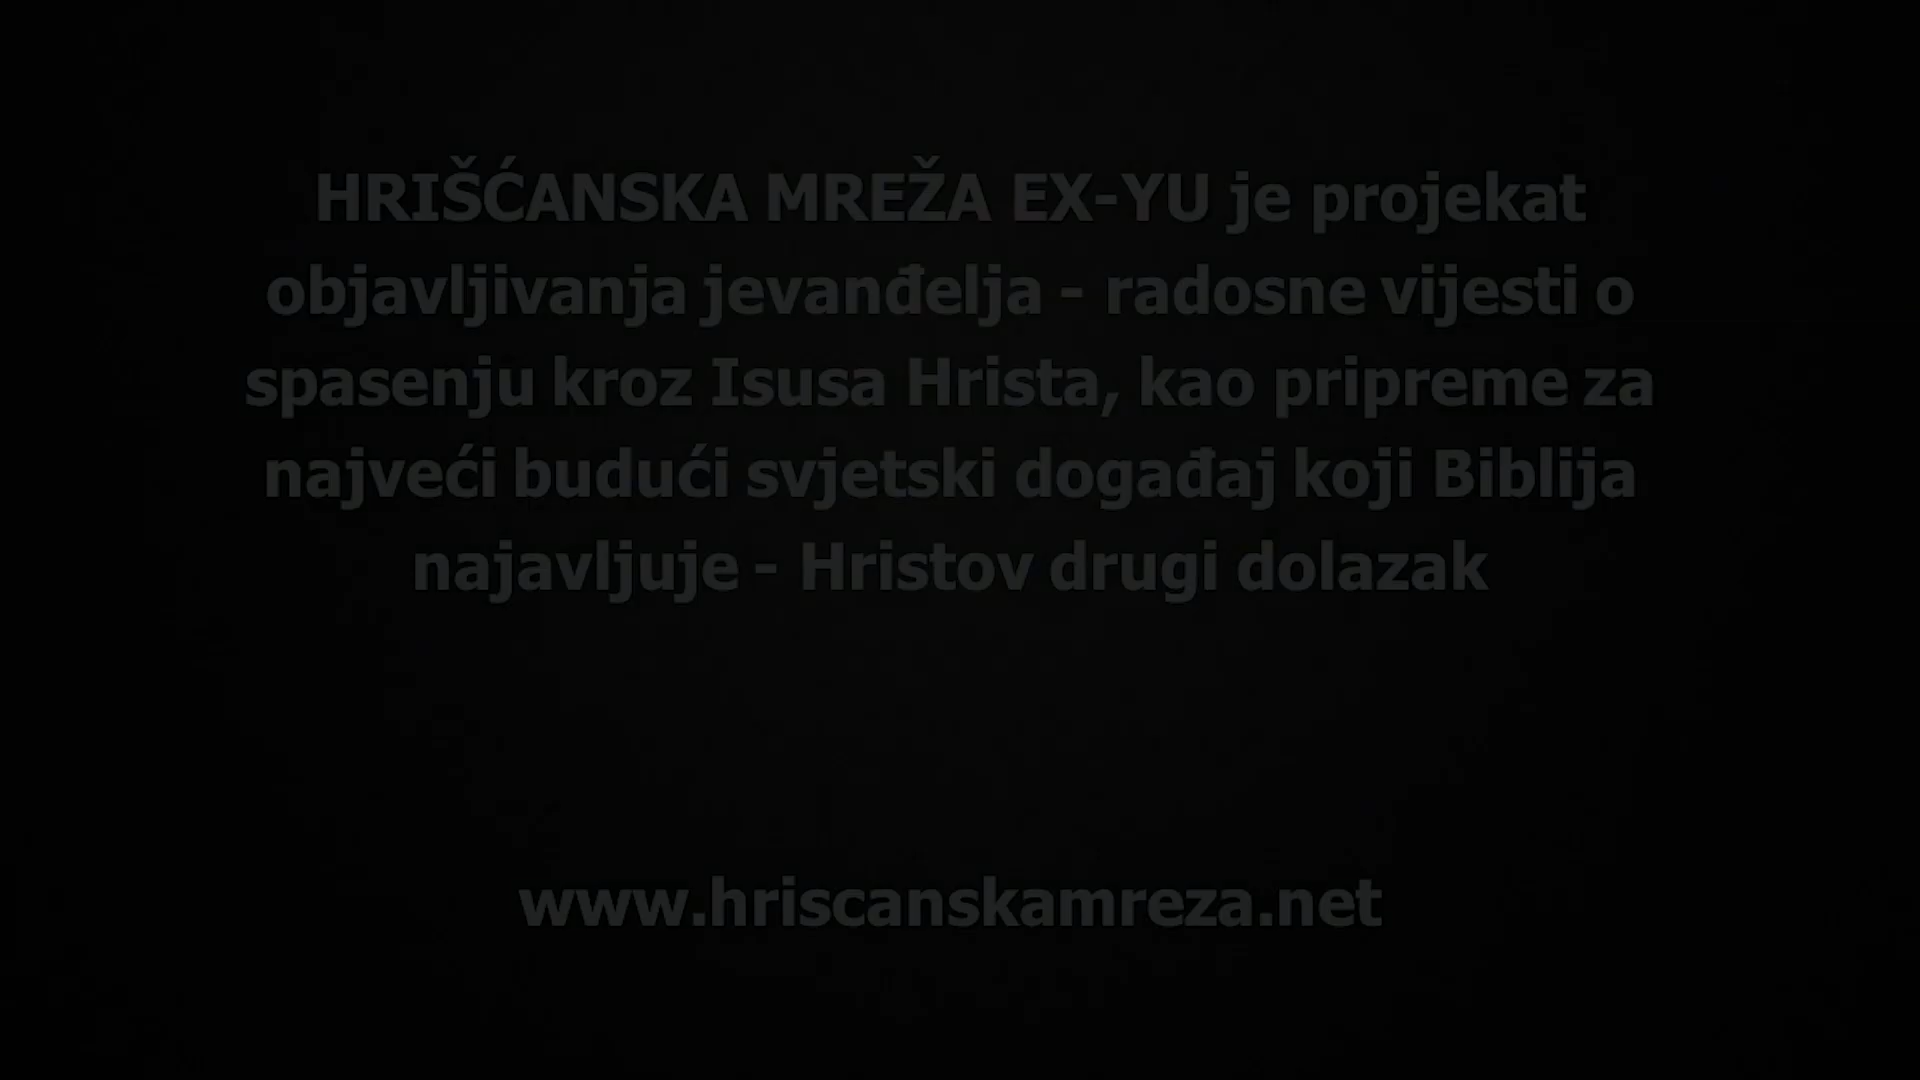 HRIŠĆANSKA MREŽA EX-YU je projekat
objavljivanja jevanđelja - radosne vijesti o
spasenju kroz Isusa Hrista, kao pripreme za
najveći budući svjetski događaj koji Biblija
najavljuje - Hristov drugi dolazak
www.hriscanskamreza.net